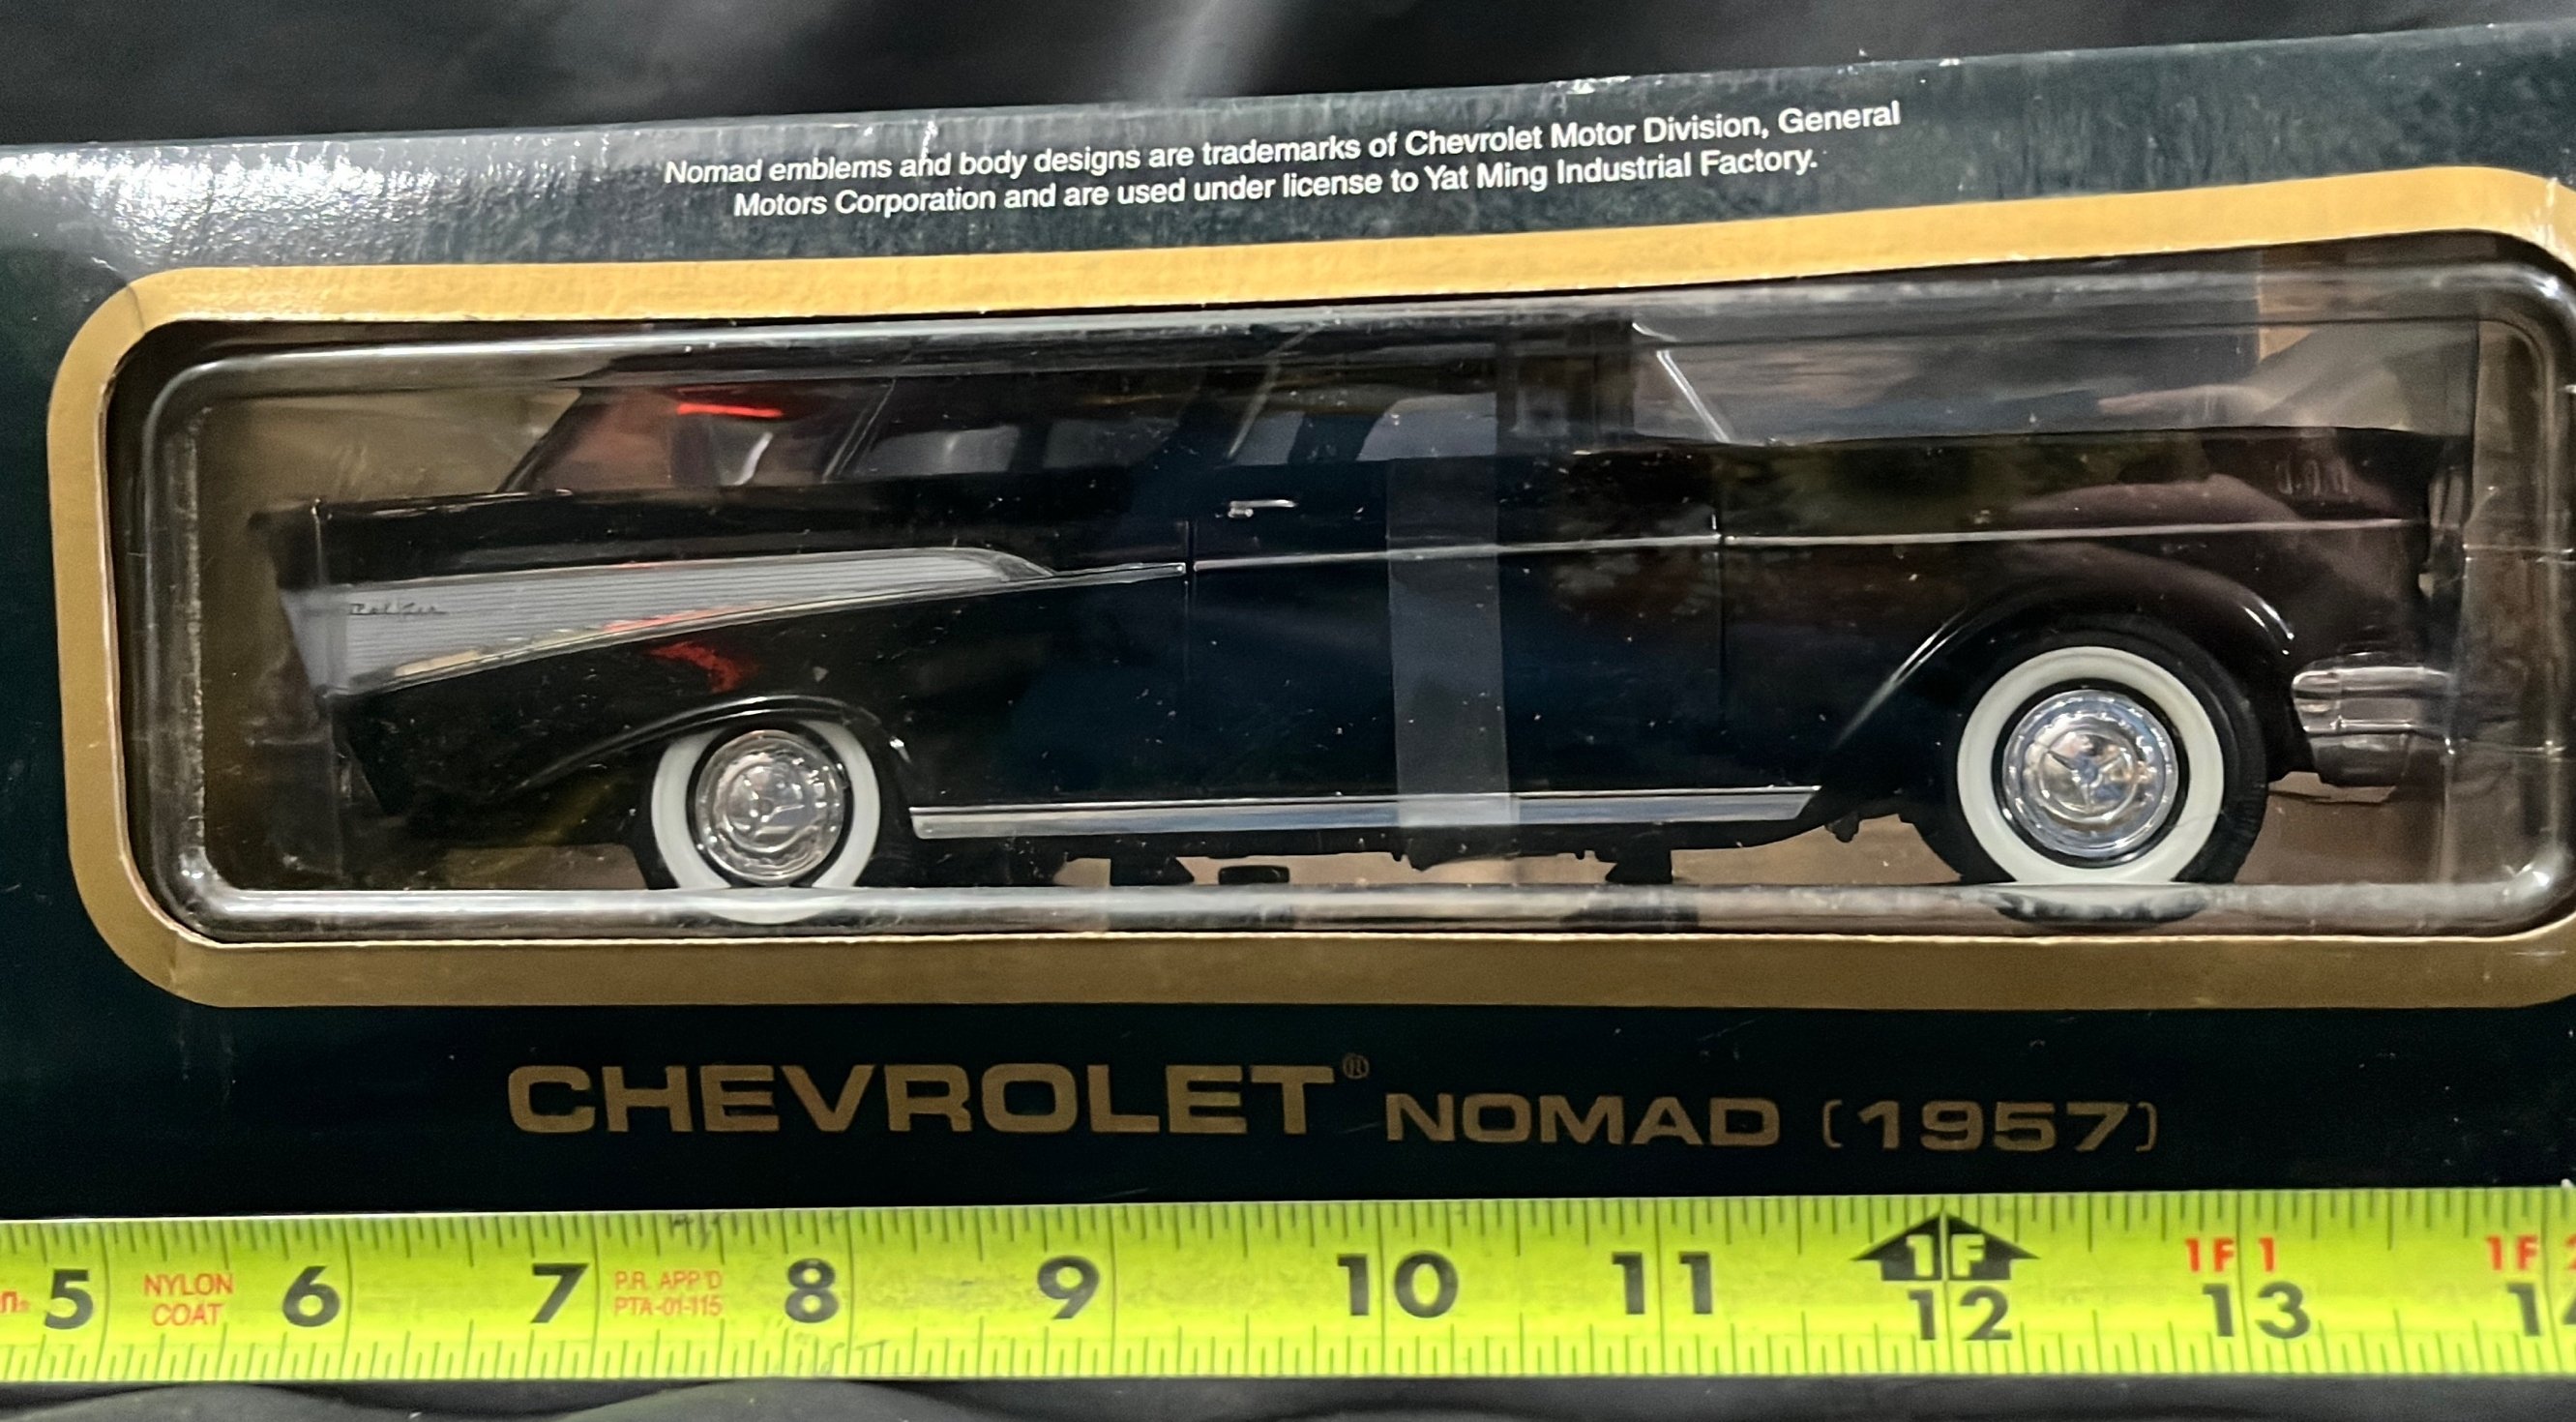 Nomad emblems and body designs are trademarks of Chevrolet Motor Division, General
Motors Corporation and are used under license to Yat Ming Industrial Factory.
Bel Air
CHEVROLET® NOMAD (1957)
1F 1F 1 1F
5 NYLON COAT 6 7 P.R. APP'D PTA-01-115 8 9 10 11 12 13